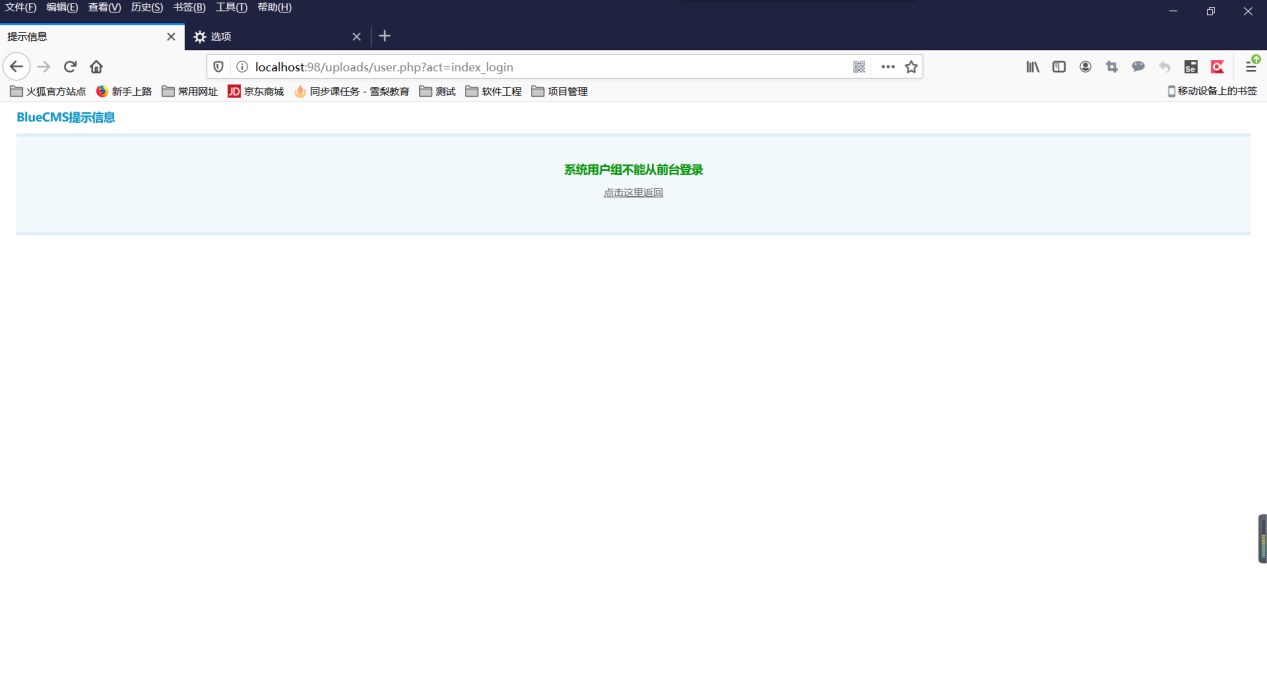 文件(F) 编辑(E) 查看(V) 历史(S) 书签(B) 工具(T) 帮助(H)
提示信息 选项
localhost:98/uploads/user.php?act=index_login
火狐官方站点 新手上路 常用网址 JD 京东商城 同步课任务 - 雪梨教育 测试 软件工程 项目管理 移动设备上的书签
BlueCMS提示信息
系统用户组不能从前台登录
点击这里返回